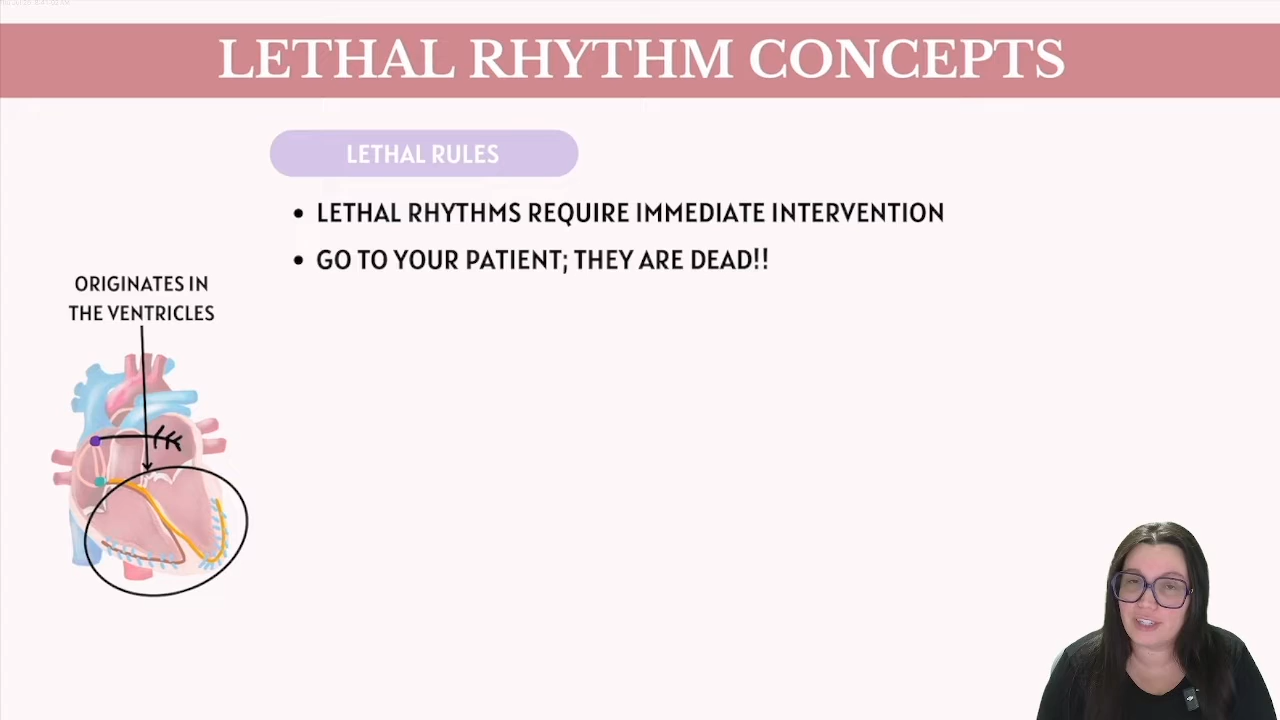 LETHAL RHYTHM CONCEPTS
LETHAL RULES
• LETHAL RHYTHMS REQUIRE IMMEDIATE INTERVENTION
• GO TO YOUR PATIENT; THEY ARE DEAD!!
ORIGINATES IN
THE VENTRICLES